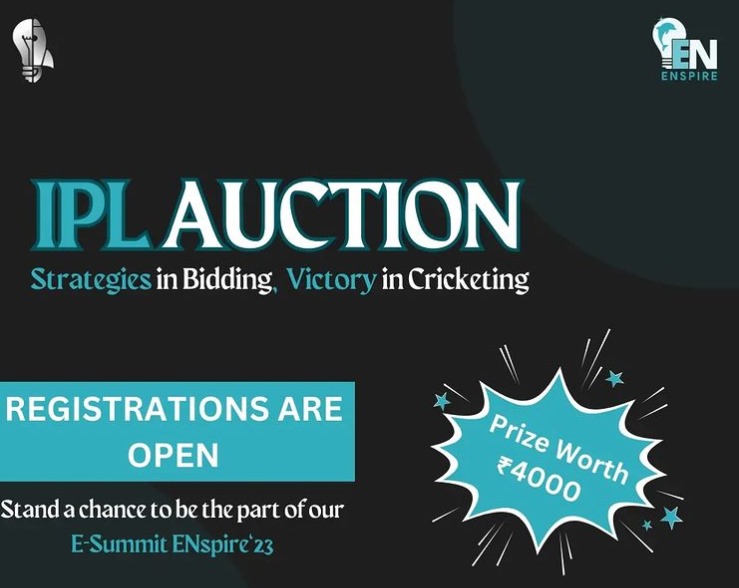 EN
ENSPIRE
IPL AUCTION
Strategies in Bidding, Victory in Cricketing
REGISTRATIONS ARE
OPEN
Prize Worth
₹4000
Stand a chance to be the part of our
E-Summit ENspire'23